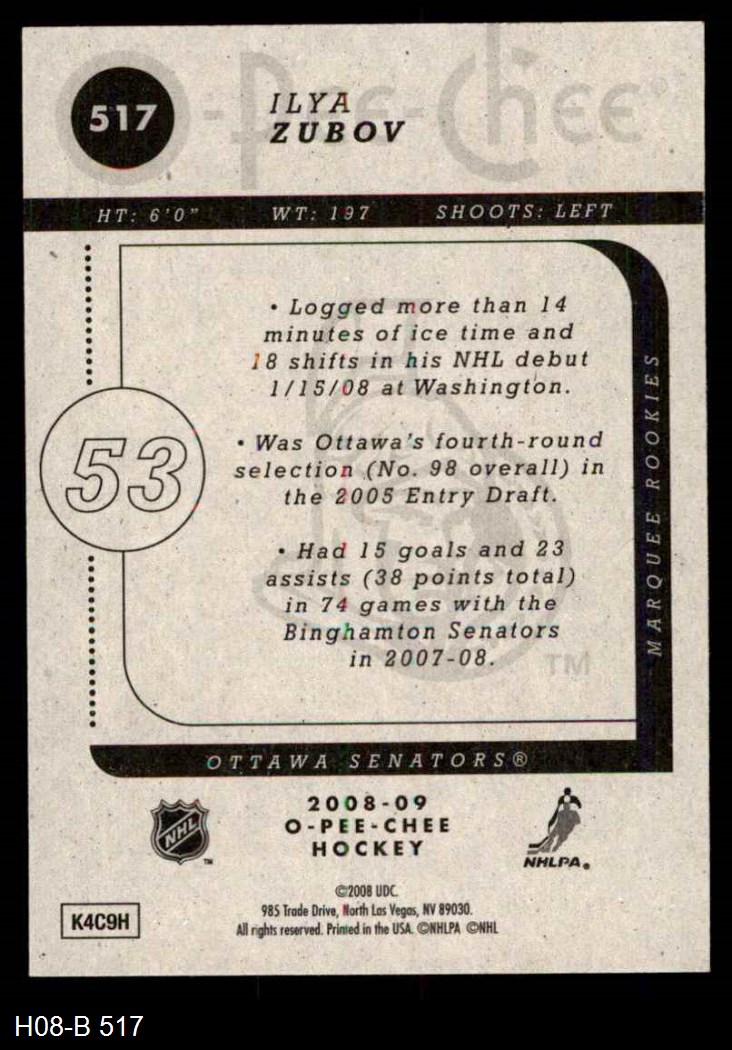 O-Pee-Chee®
517
ILYA
ZUBOV
HT: 6'0" WT: 197 SHOOTS: LEFT
• Logged more than 14
minutes of ice time and
18 shifts in his NHL debut
1/15/08 at Washington.
• Was Ottawa's fourth-round
selection (No. 98 overall) in
the 2005 Entry Draft.
• Had 15 goals and 23
assists (38 points total)
in 74 games with the
Binghamton Senators
in 2007-08.
TM
53
MARQUEE ROOKIES
OTTAWA SENATORS®
NHL
TM
2008-09
O-PEE-CHEE
HOCKEY
NHLPA®
©2008 UDC.
985 Trade Drive, North Las Vegas, NV 89030.
All rights reserved. Printed in the USA. ©NHLPA ©NHL
K4C9H
H08-B 517